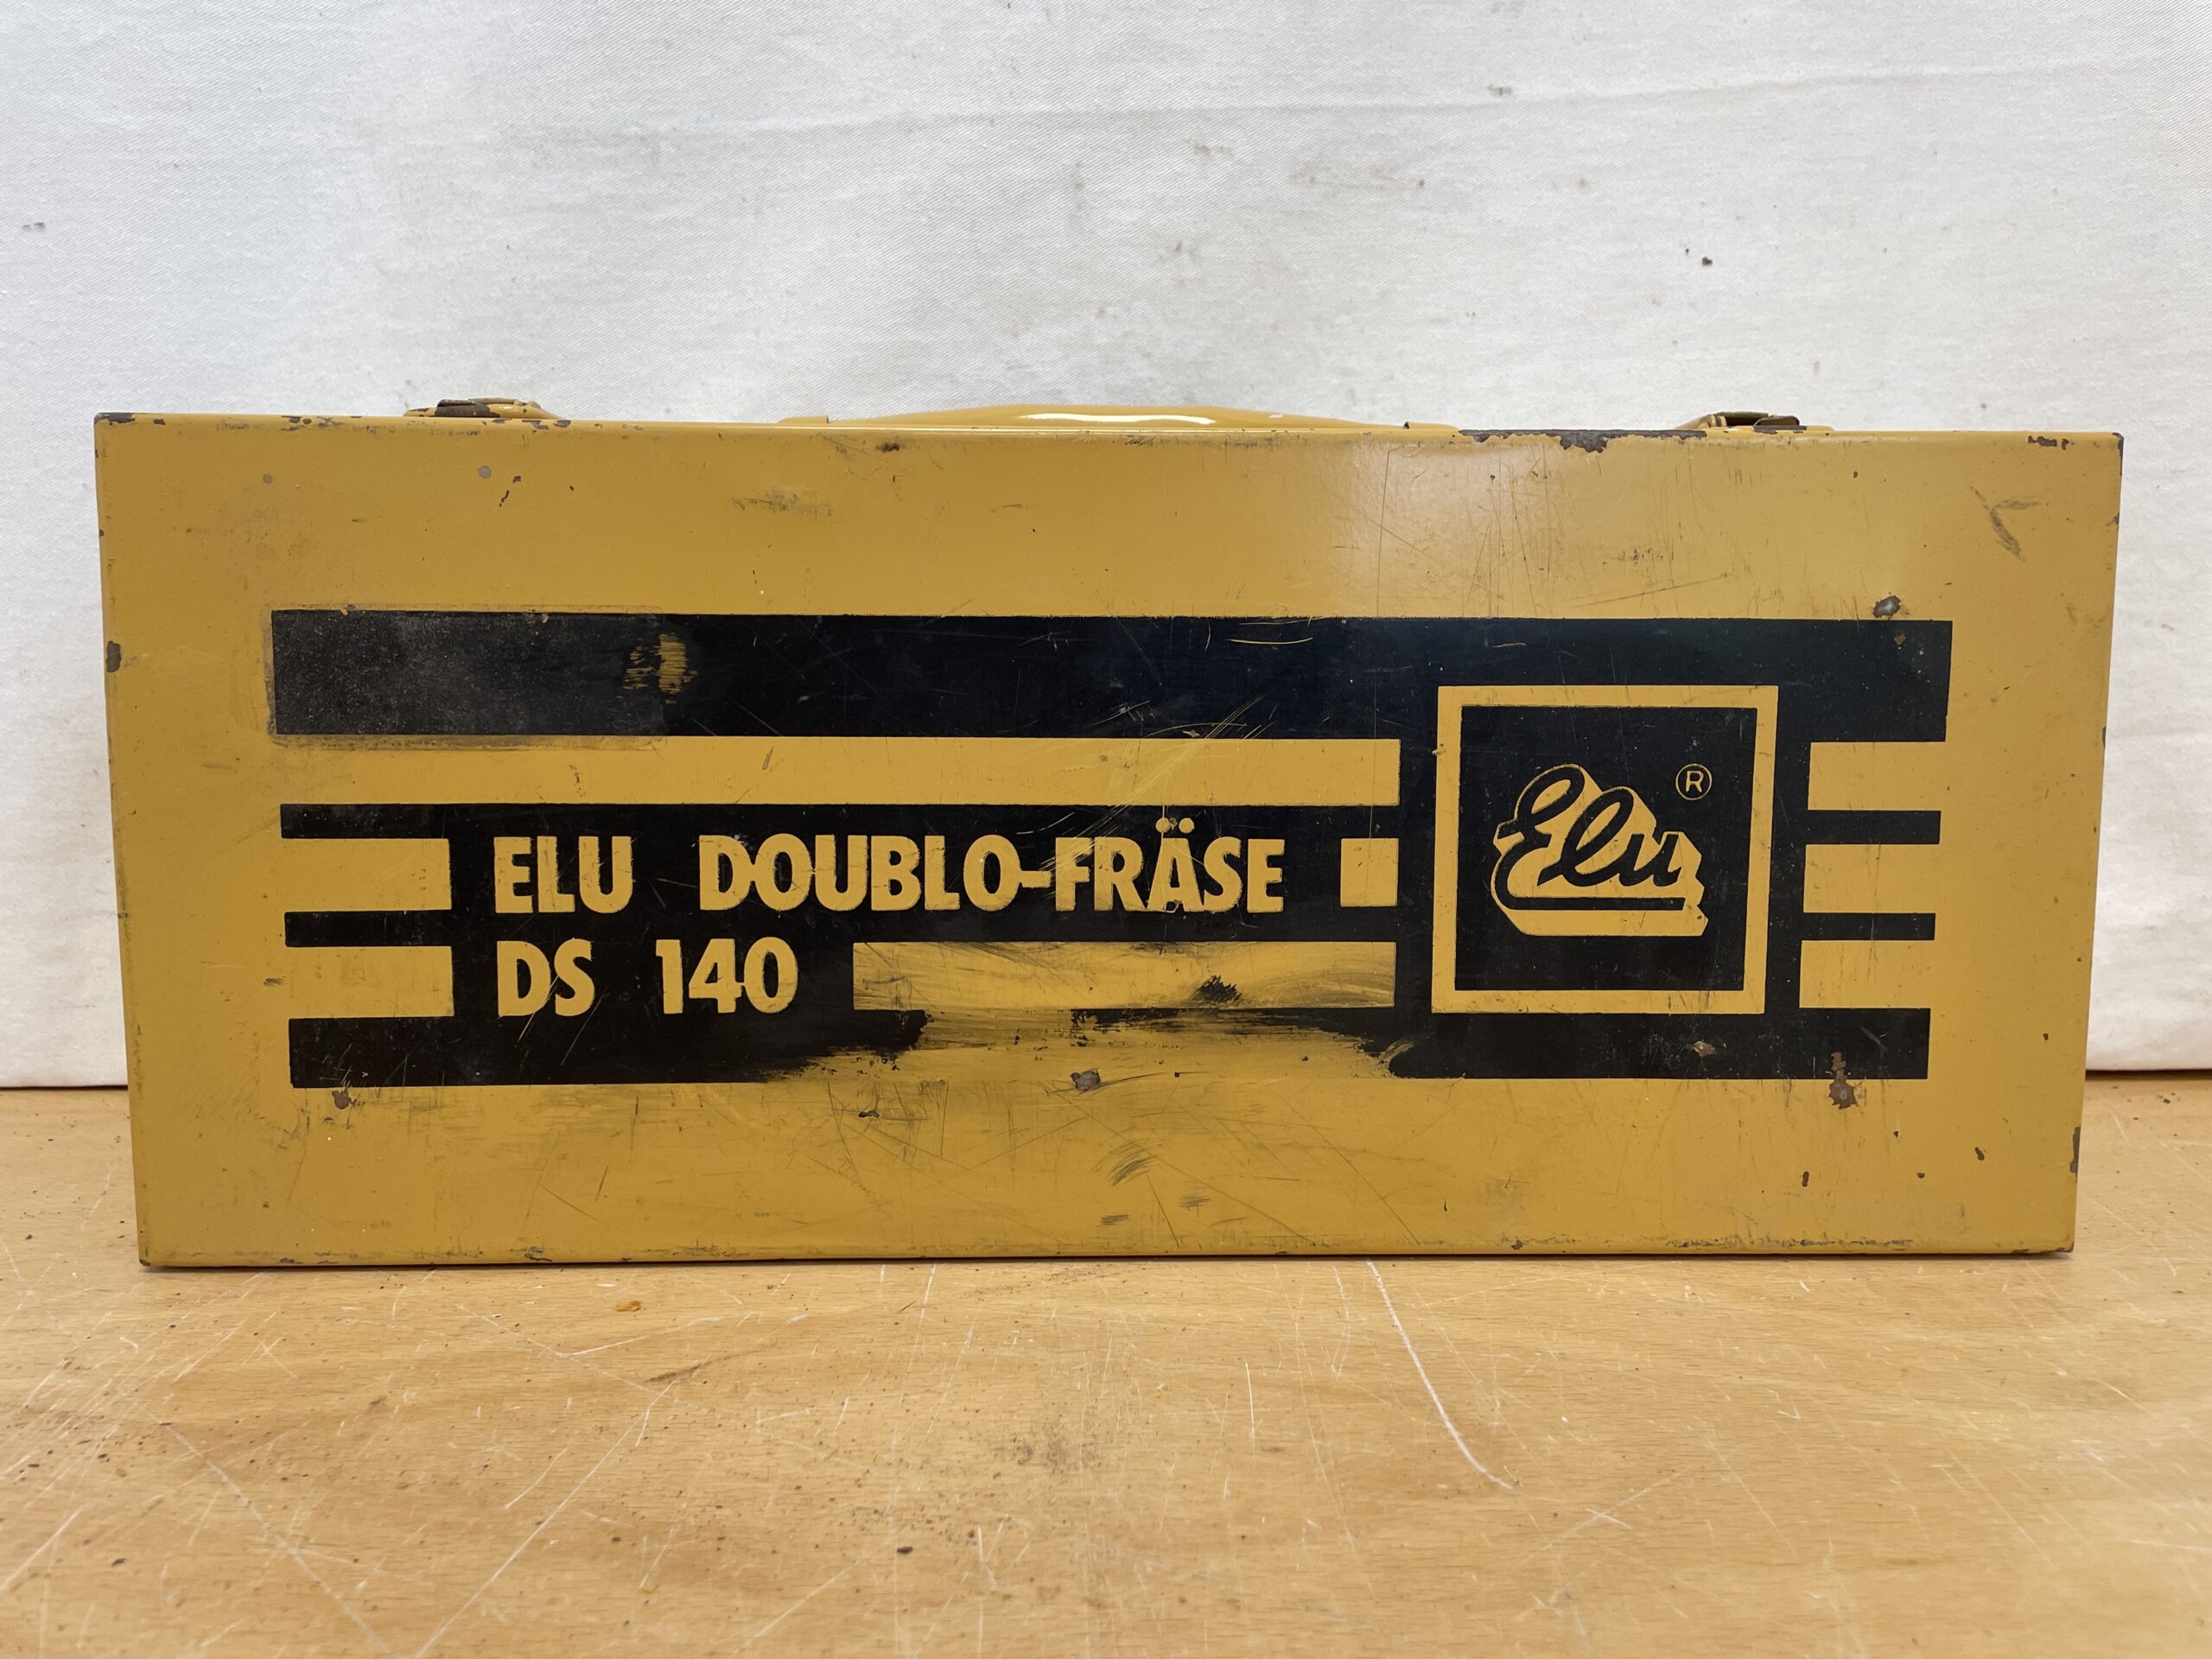 ELU DOUBLO-FRÄSE
DS 140
Elu ®